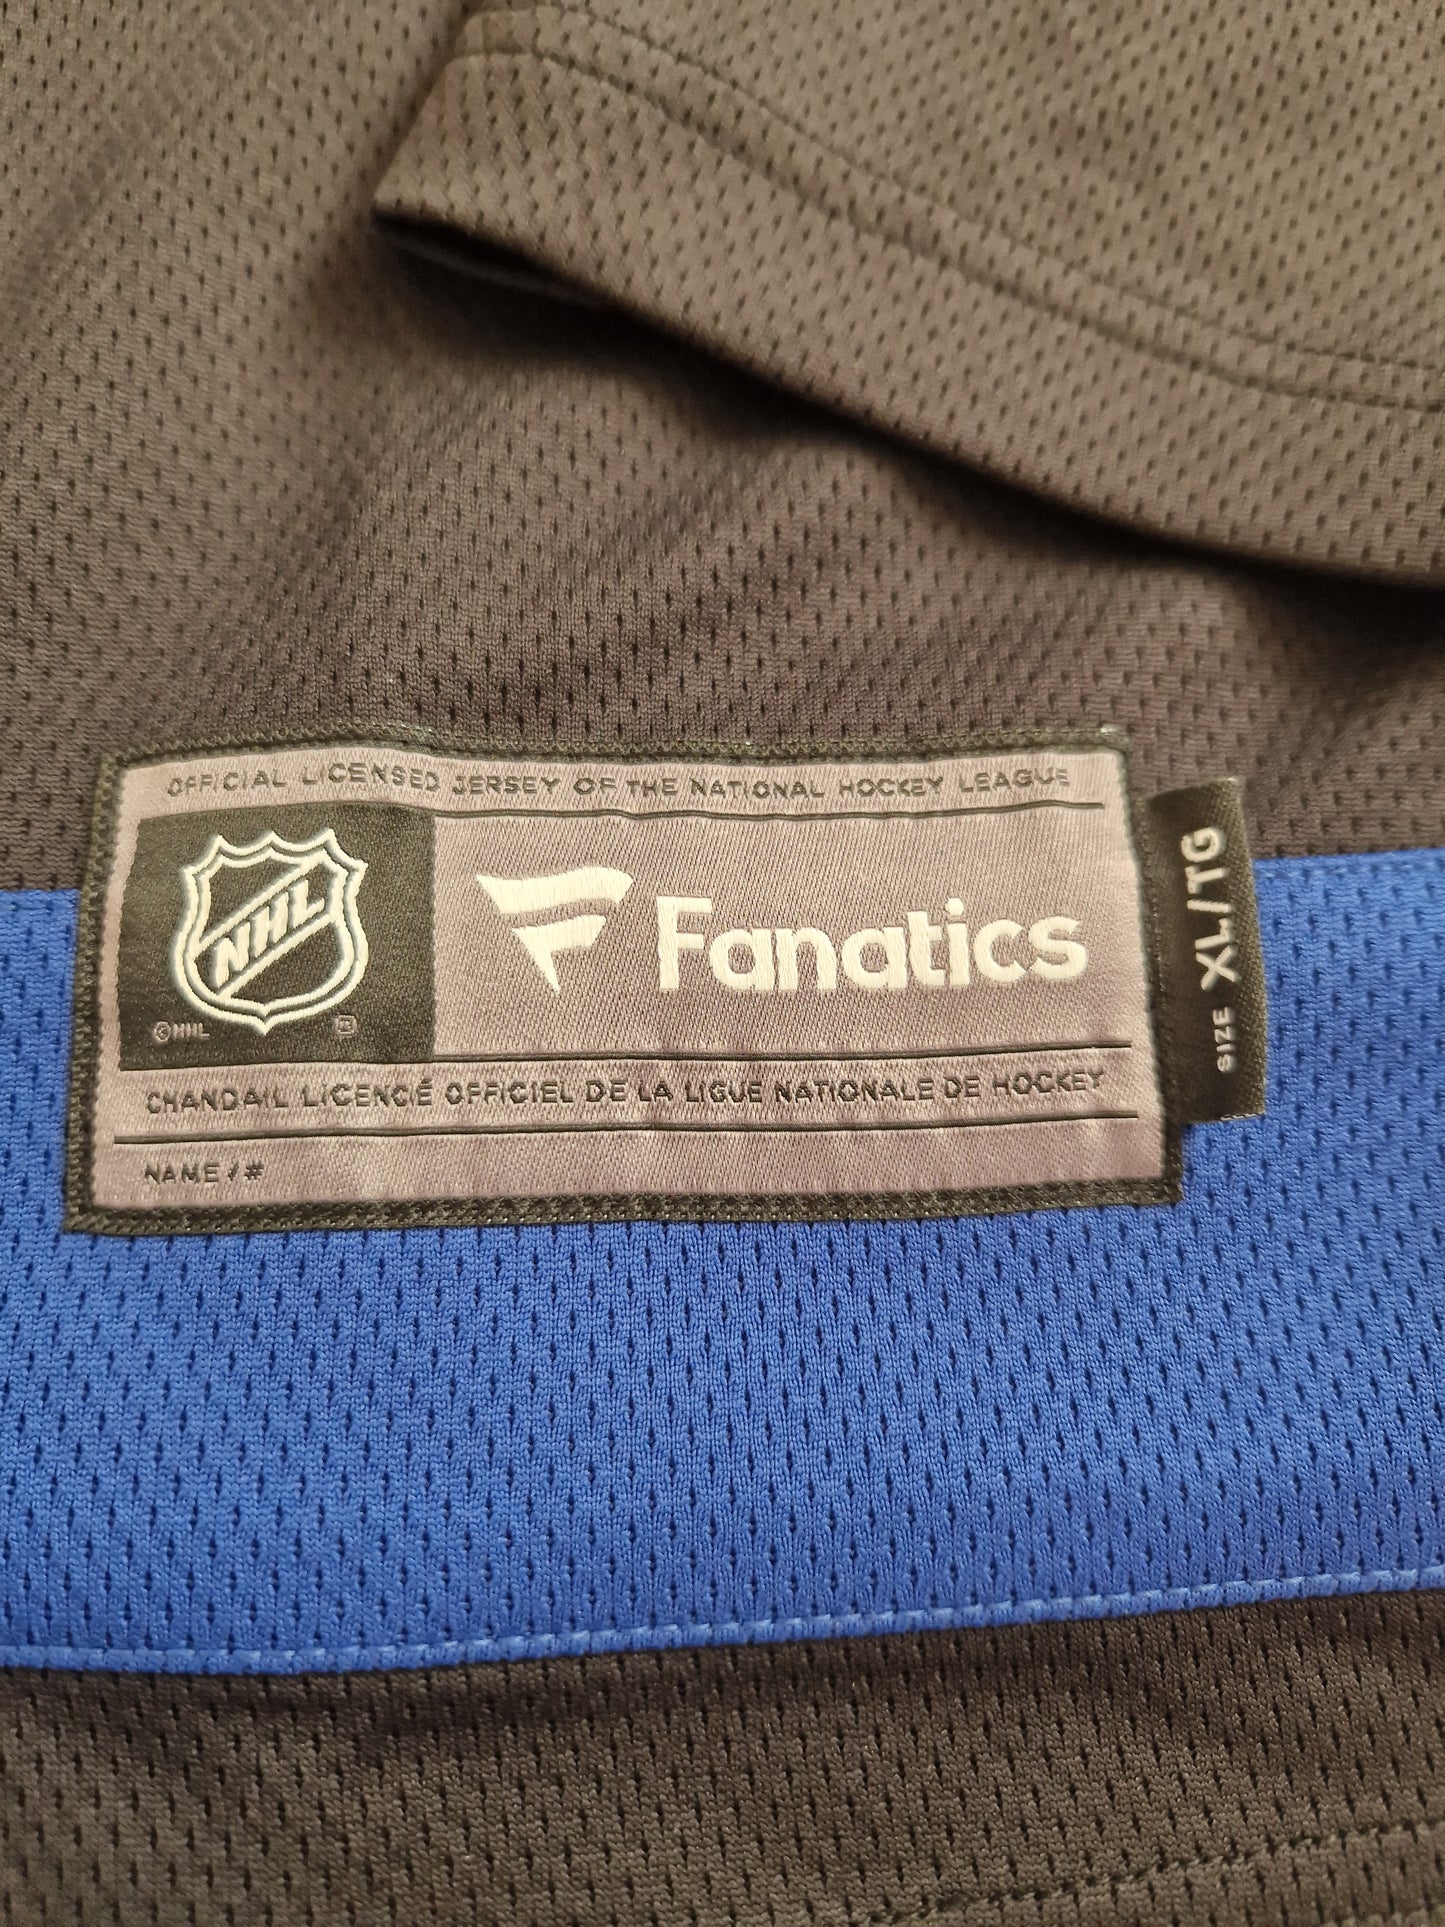 OFFICIAL LICENSED JERSEY OF THE NATIONAL HOCKEY LEAGUE
NHL
Fanatics
©NHL
CHANDAIL LICENCIÉ OFFICIEL DE LA LIGUE NATIONALE DE HOCKEY
NAME / #
SIZE XL/TG